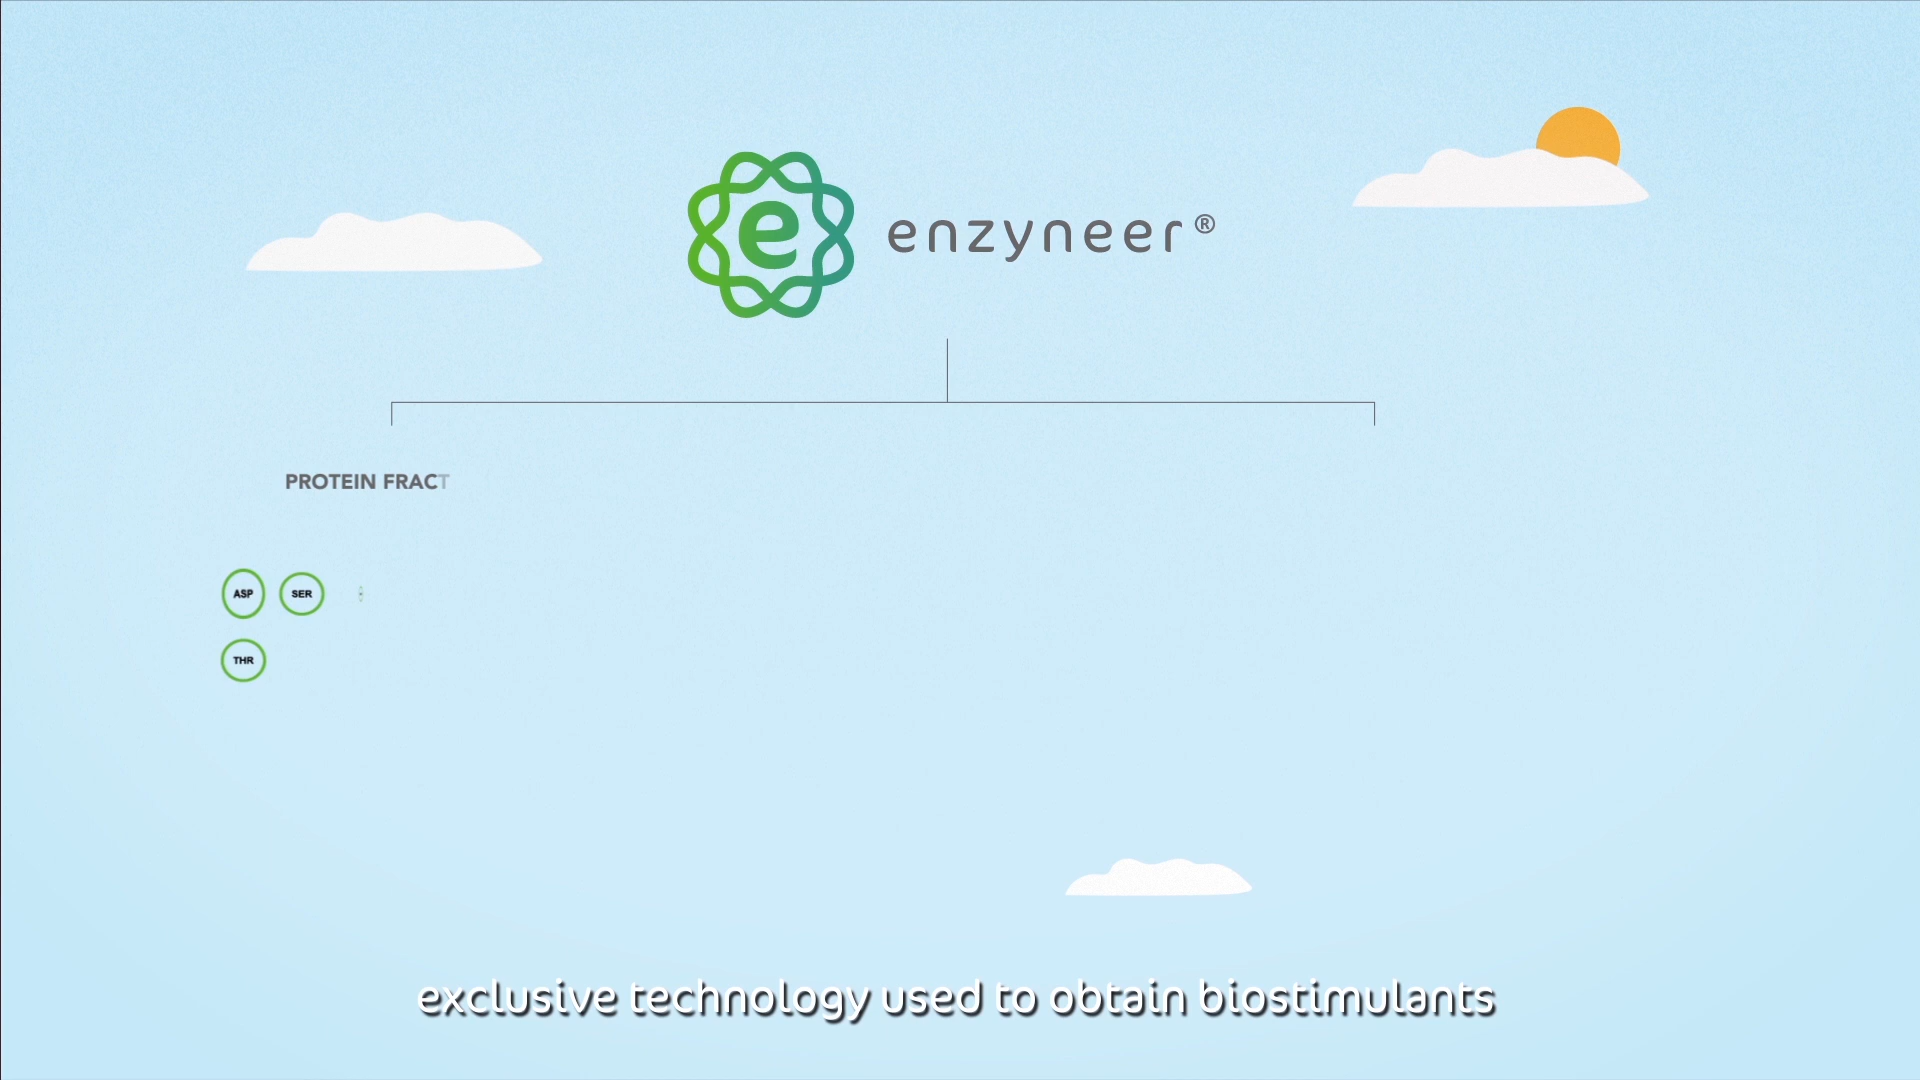 e enzyneer®
PROTEIN FRACT
ASP SER
THR
exclusive technology used to obtain biostimulants